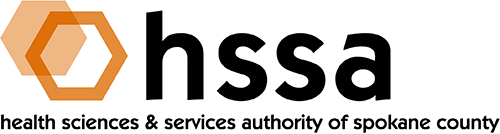 hssa
health sciences & services authority of spokane county